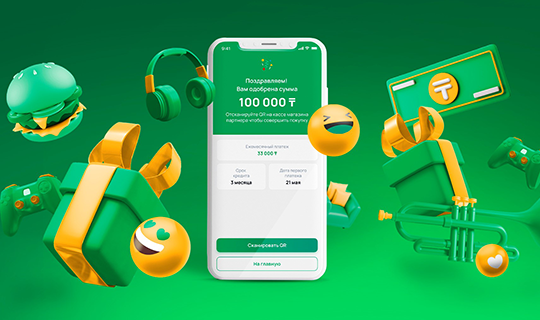 9:41
Поздравляем!
Вам одобрена сумма
100 000 ₸
Отсканируйте QR на кассе магазина
партнера чтобы совершить покупку
Ежемесячный платеж
33 000 ₸
Срок
кредита
3 месяца
Дата первого
платежа
21 мая
Сканировать QR
На главную
₸